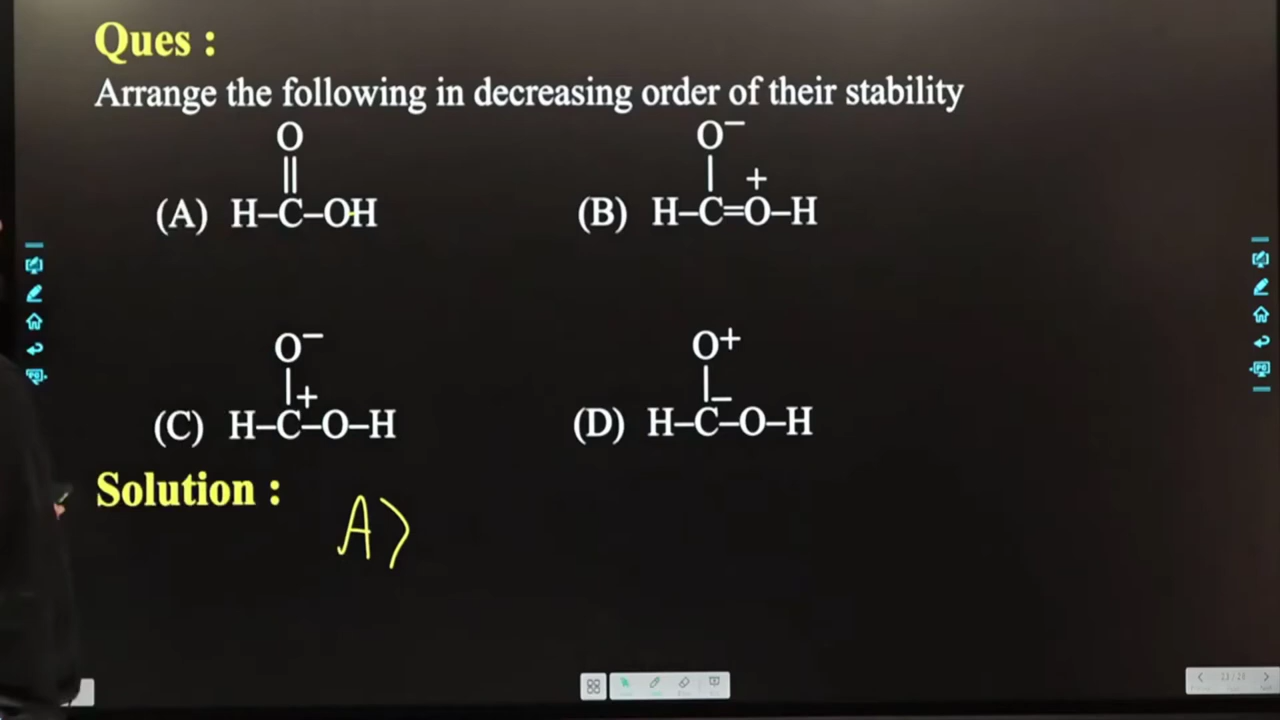 Ques :
Arrange the following in decreasing order of their stability
O
||
(A) H–C–OH
O⁻
|
(B) H–C=O⁺–H
O⁻
|
(C) H–C⁺–O–H
O⁺
|
(D) H–C⁻–O–H
Solution :
A>